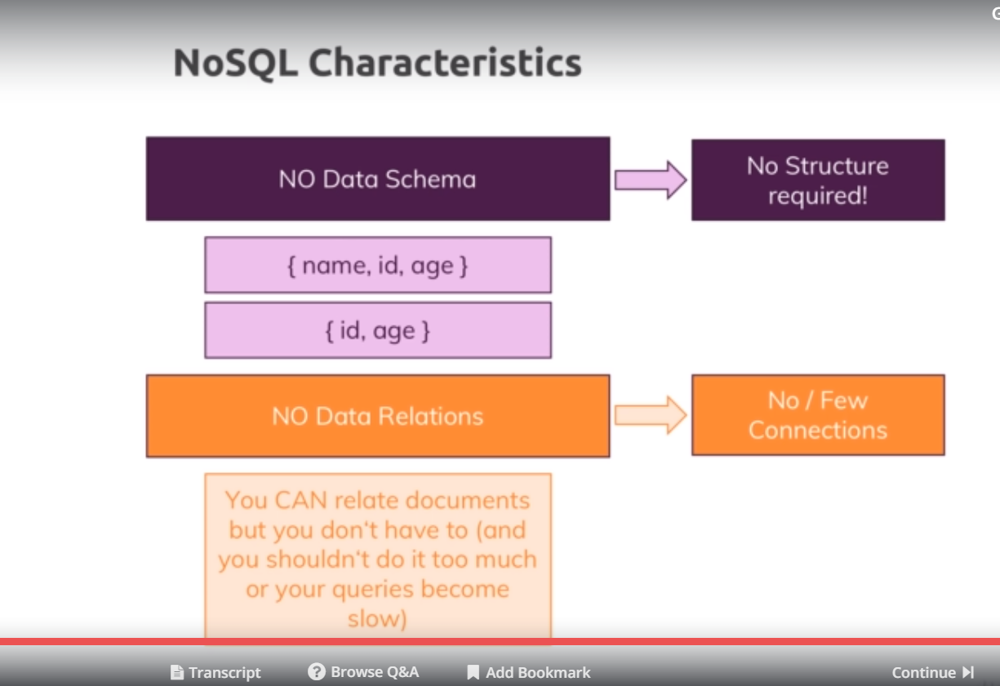 NoSQL Characteristics
NO Data Schema
No Structure
required!
{ name, id, age }
{ id, age }
NO Data Relations
No / Few
Connections
You CAN relate documents
but you don‘t have to (and
you shouldn‘t do it too much
or your queries become
slow)
Transcript
Browse Q&A
Add Bookmark
Continue